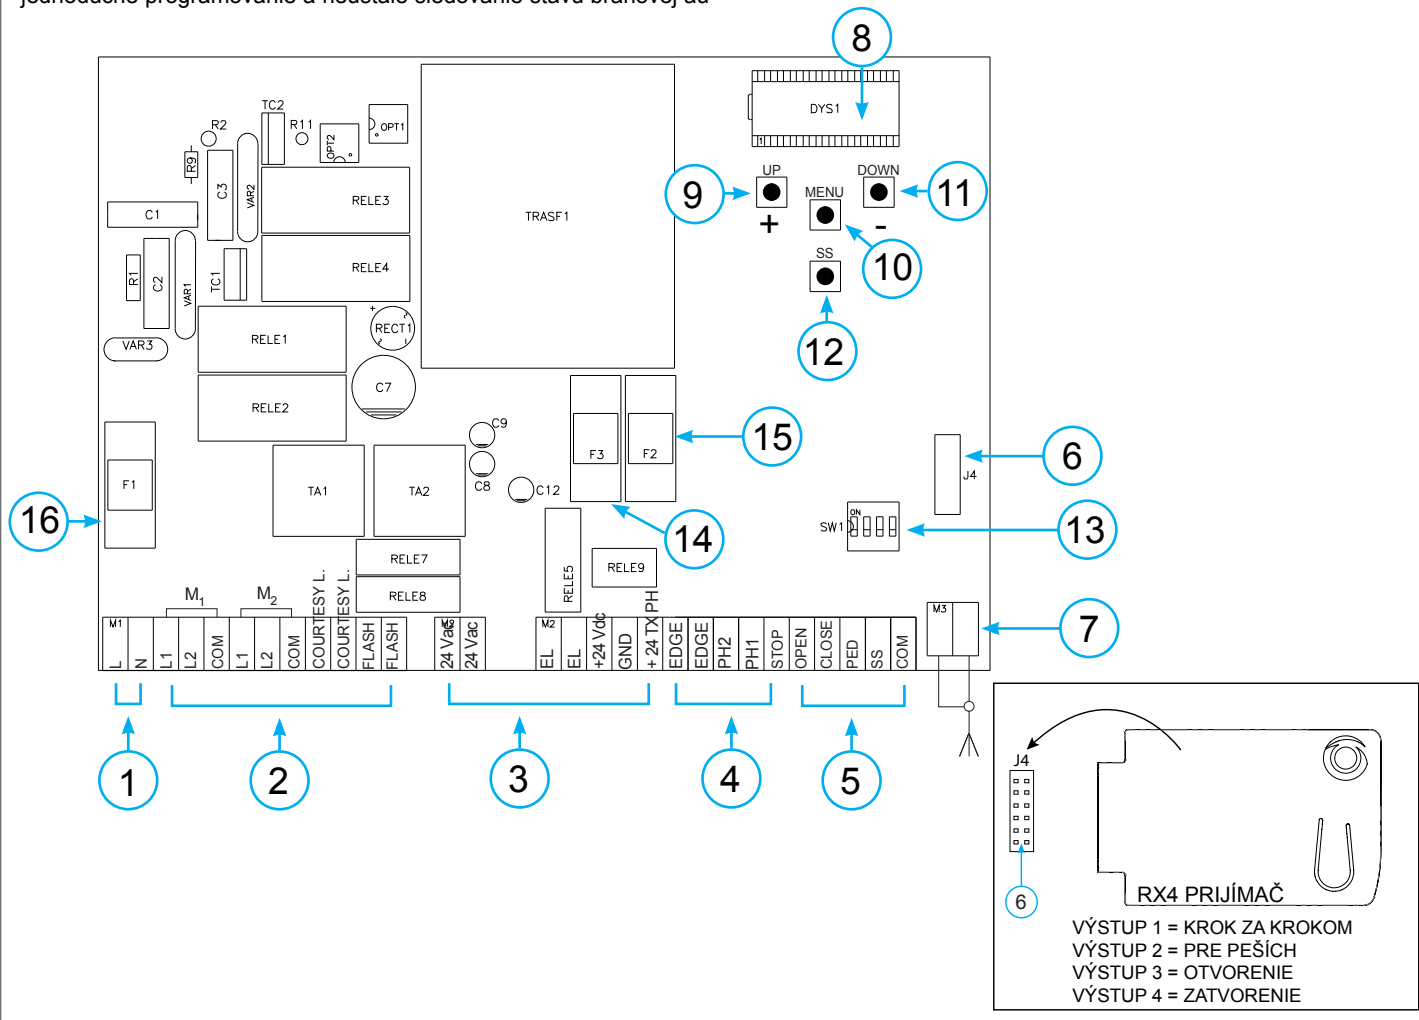 8
DYS1
1
UP
DOWN
9
MENU
11
+
-
10
SS
12
TC2
R2
R11
OPT2
OPT1
R9
C3
VAR2
RELE3
TRASF1
C1
RELE4
R1
C2
VAR1
TC1
+
RECT1
VAR3
RELE1
C7
RELE2
C9
15
6
F1
TA1
TA2
C8
C12
F3
F2
J4
16
14
SW1
ON
13
RELE7
RELE5
RELE9
RELE8
M1
M2
M1
L
N
L1
L2
COM
L1
L2
COM
COURTESY L.
COURTESY L.
FLASH
FLASH
M2
24 Vac
24 Vac
M2
EL
EL
+24 Vdc
GND
+ 24 TX PH
EDGE
EDGE
PH2
PH1
STOP
OPEN
CLOSE
PED
SS
COM
M3
7
1
2
3
4
5
J4
6
RX4 PRIJÍMAČ
VÝSTUP 1 = KROK ZA KROKOM
VÝSTUP 2 = PRE PEŠÍCH
VÝSTUP 3 = OTVORENIE
VÝSTUP 4 = ZATVORENIE